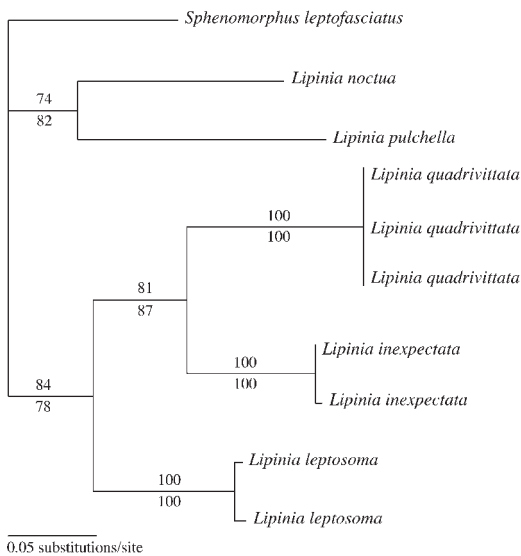 Sphenomorphus leptofasciatus
Lipinia noctua
74
82
Lipinia pulchella
Lipinia quadrivittata
100
Lipinia quadrivittata
100
Lipinia quadrivittata
81
87
Lipinia inexpectata
100
100
Lipinia inexpectata
84
78
Lipinia leptosoma
100
100
Lipinia leptosoma
0.05 substitutions/site